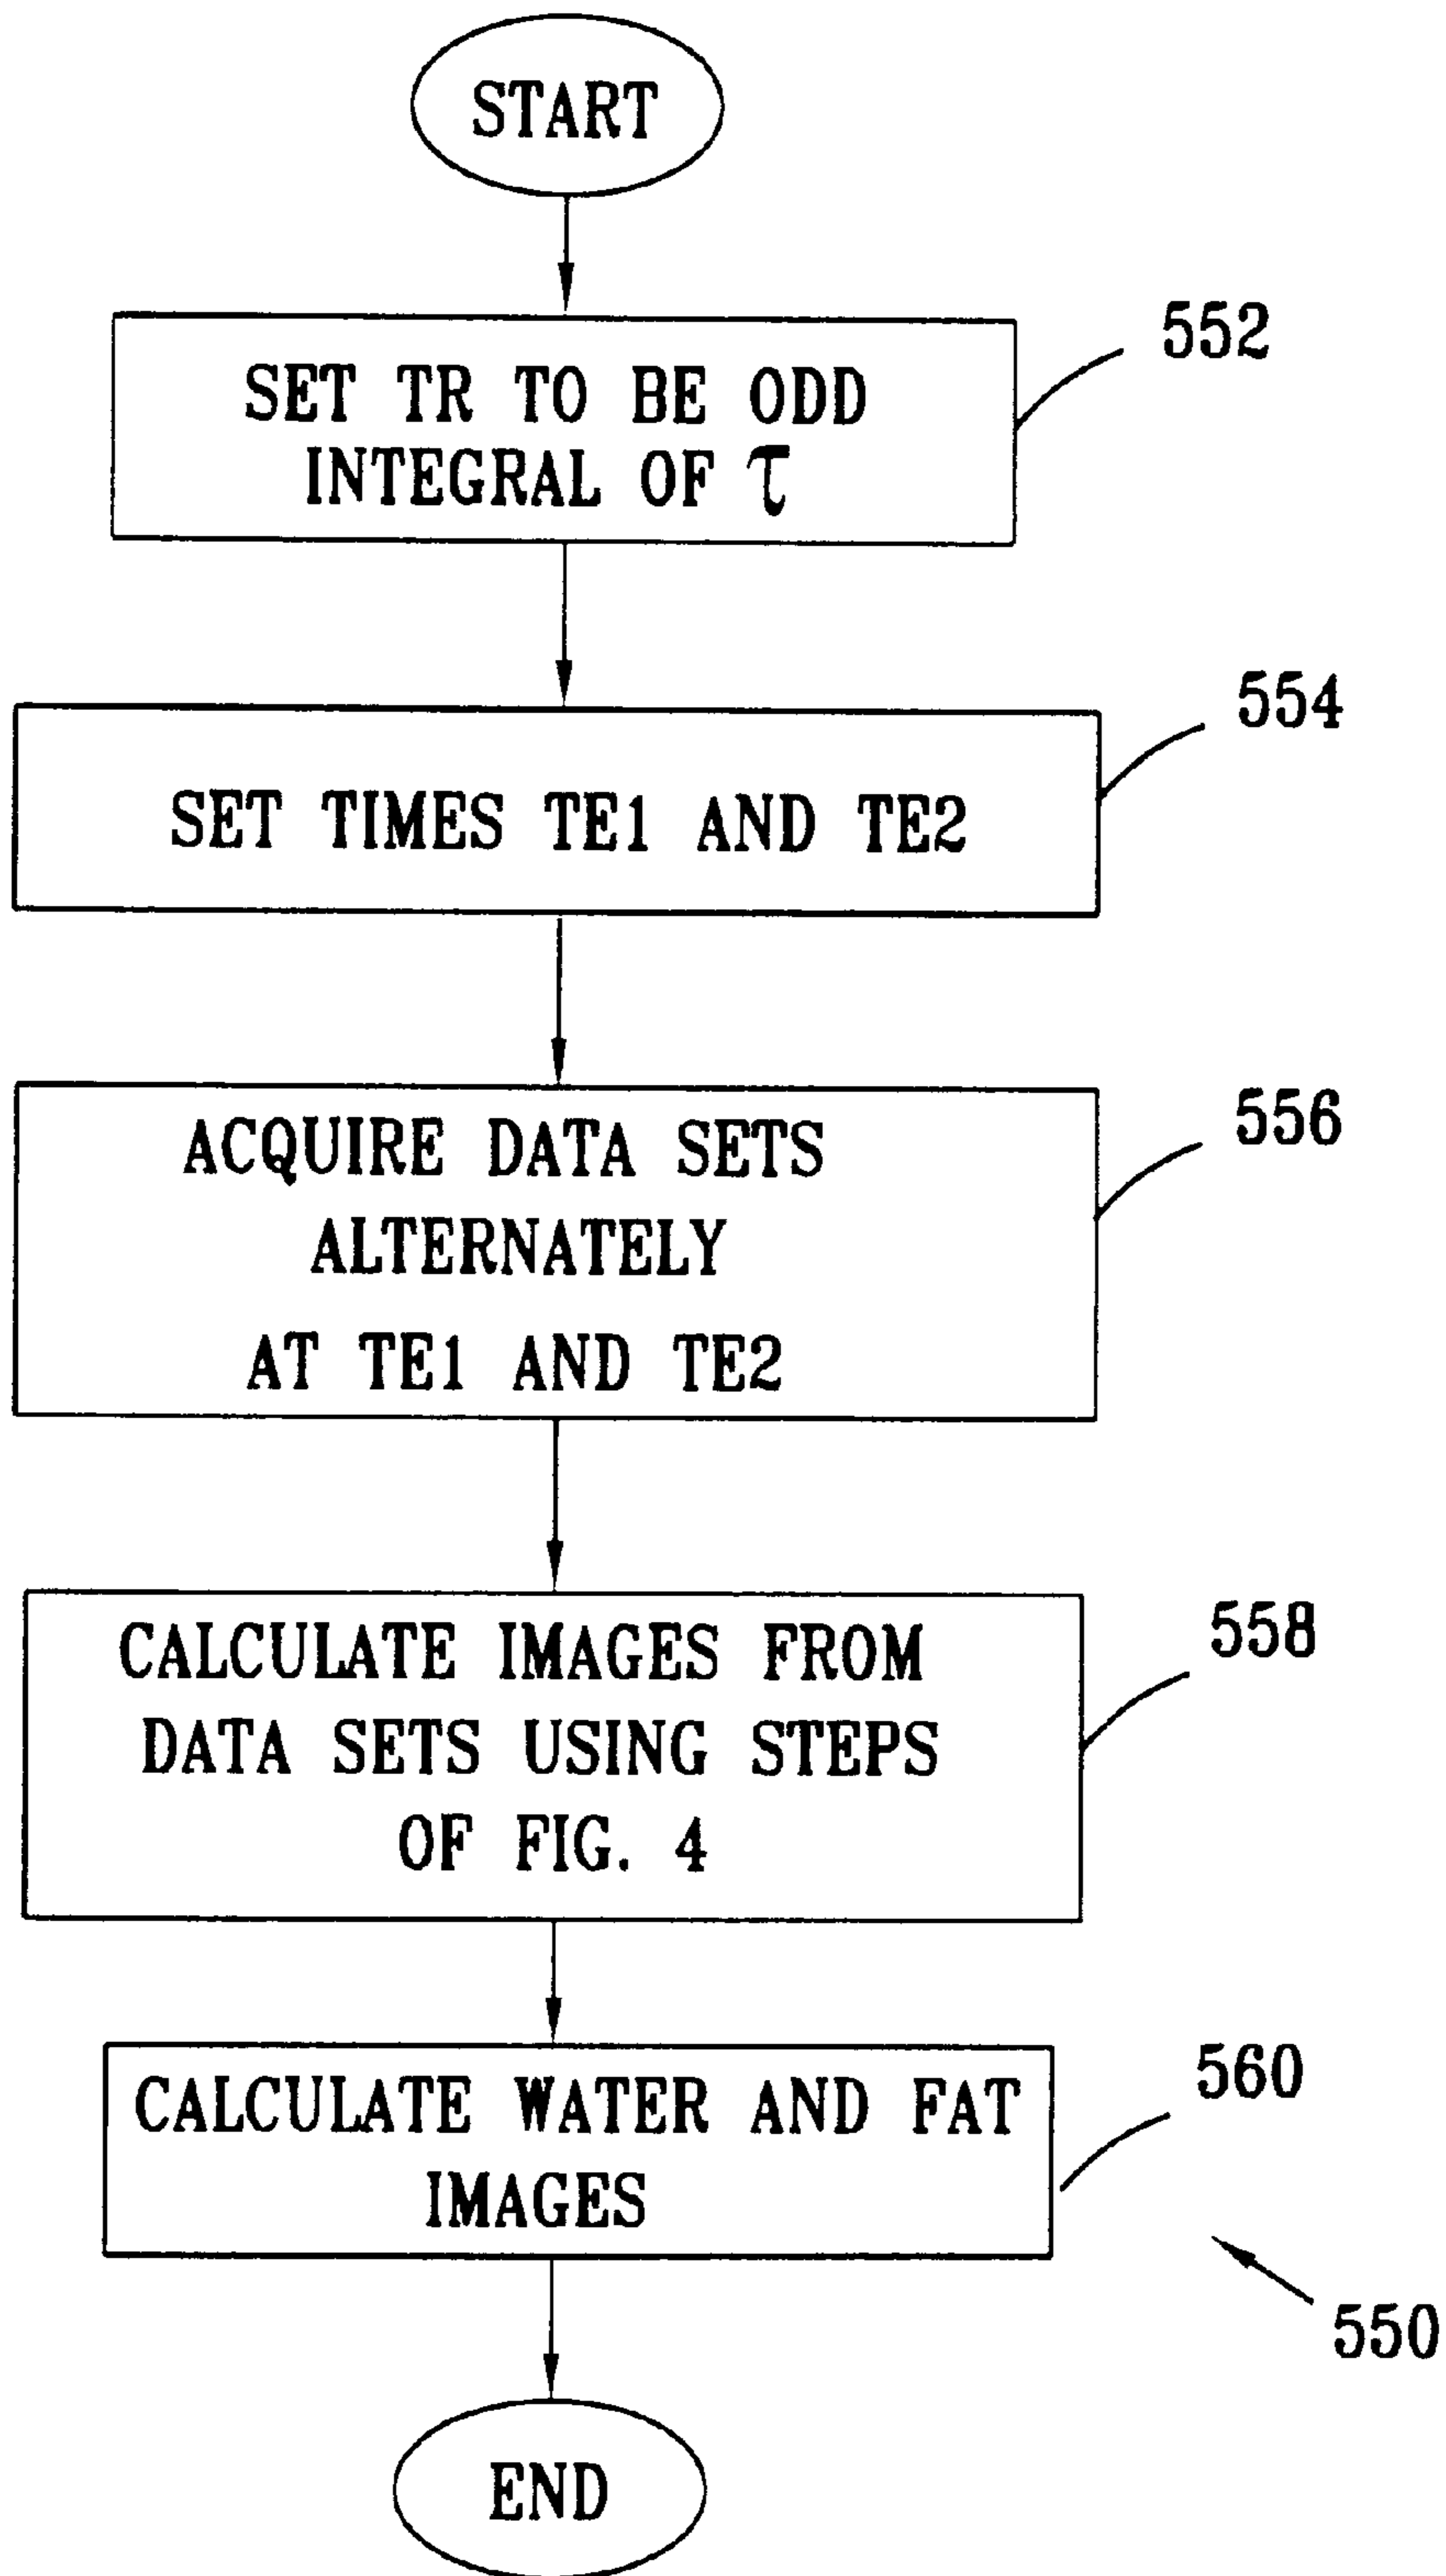 START
552
SET TR TO BE ODD
INTEGRAL OF τ
554
SET TIMES TE1 AND TE2
556
ACQUIRE DATA SETS
ALTERNATELY
AT TE1 AND TE2
558
CALCULATE IMAGES FROM
DATA SETS USING STEPS
OF FIG. 4
560
CALCULATE WATER AND FAT
IMAGES
550
END